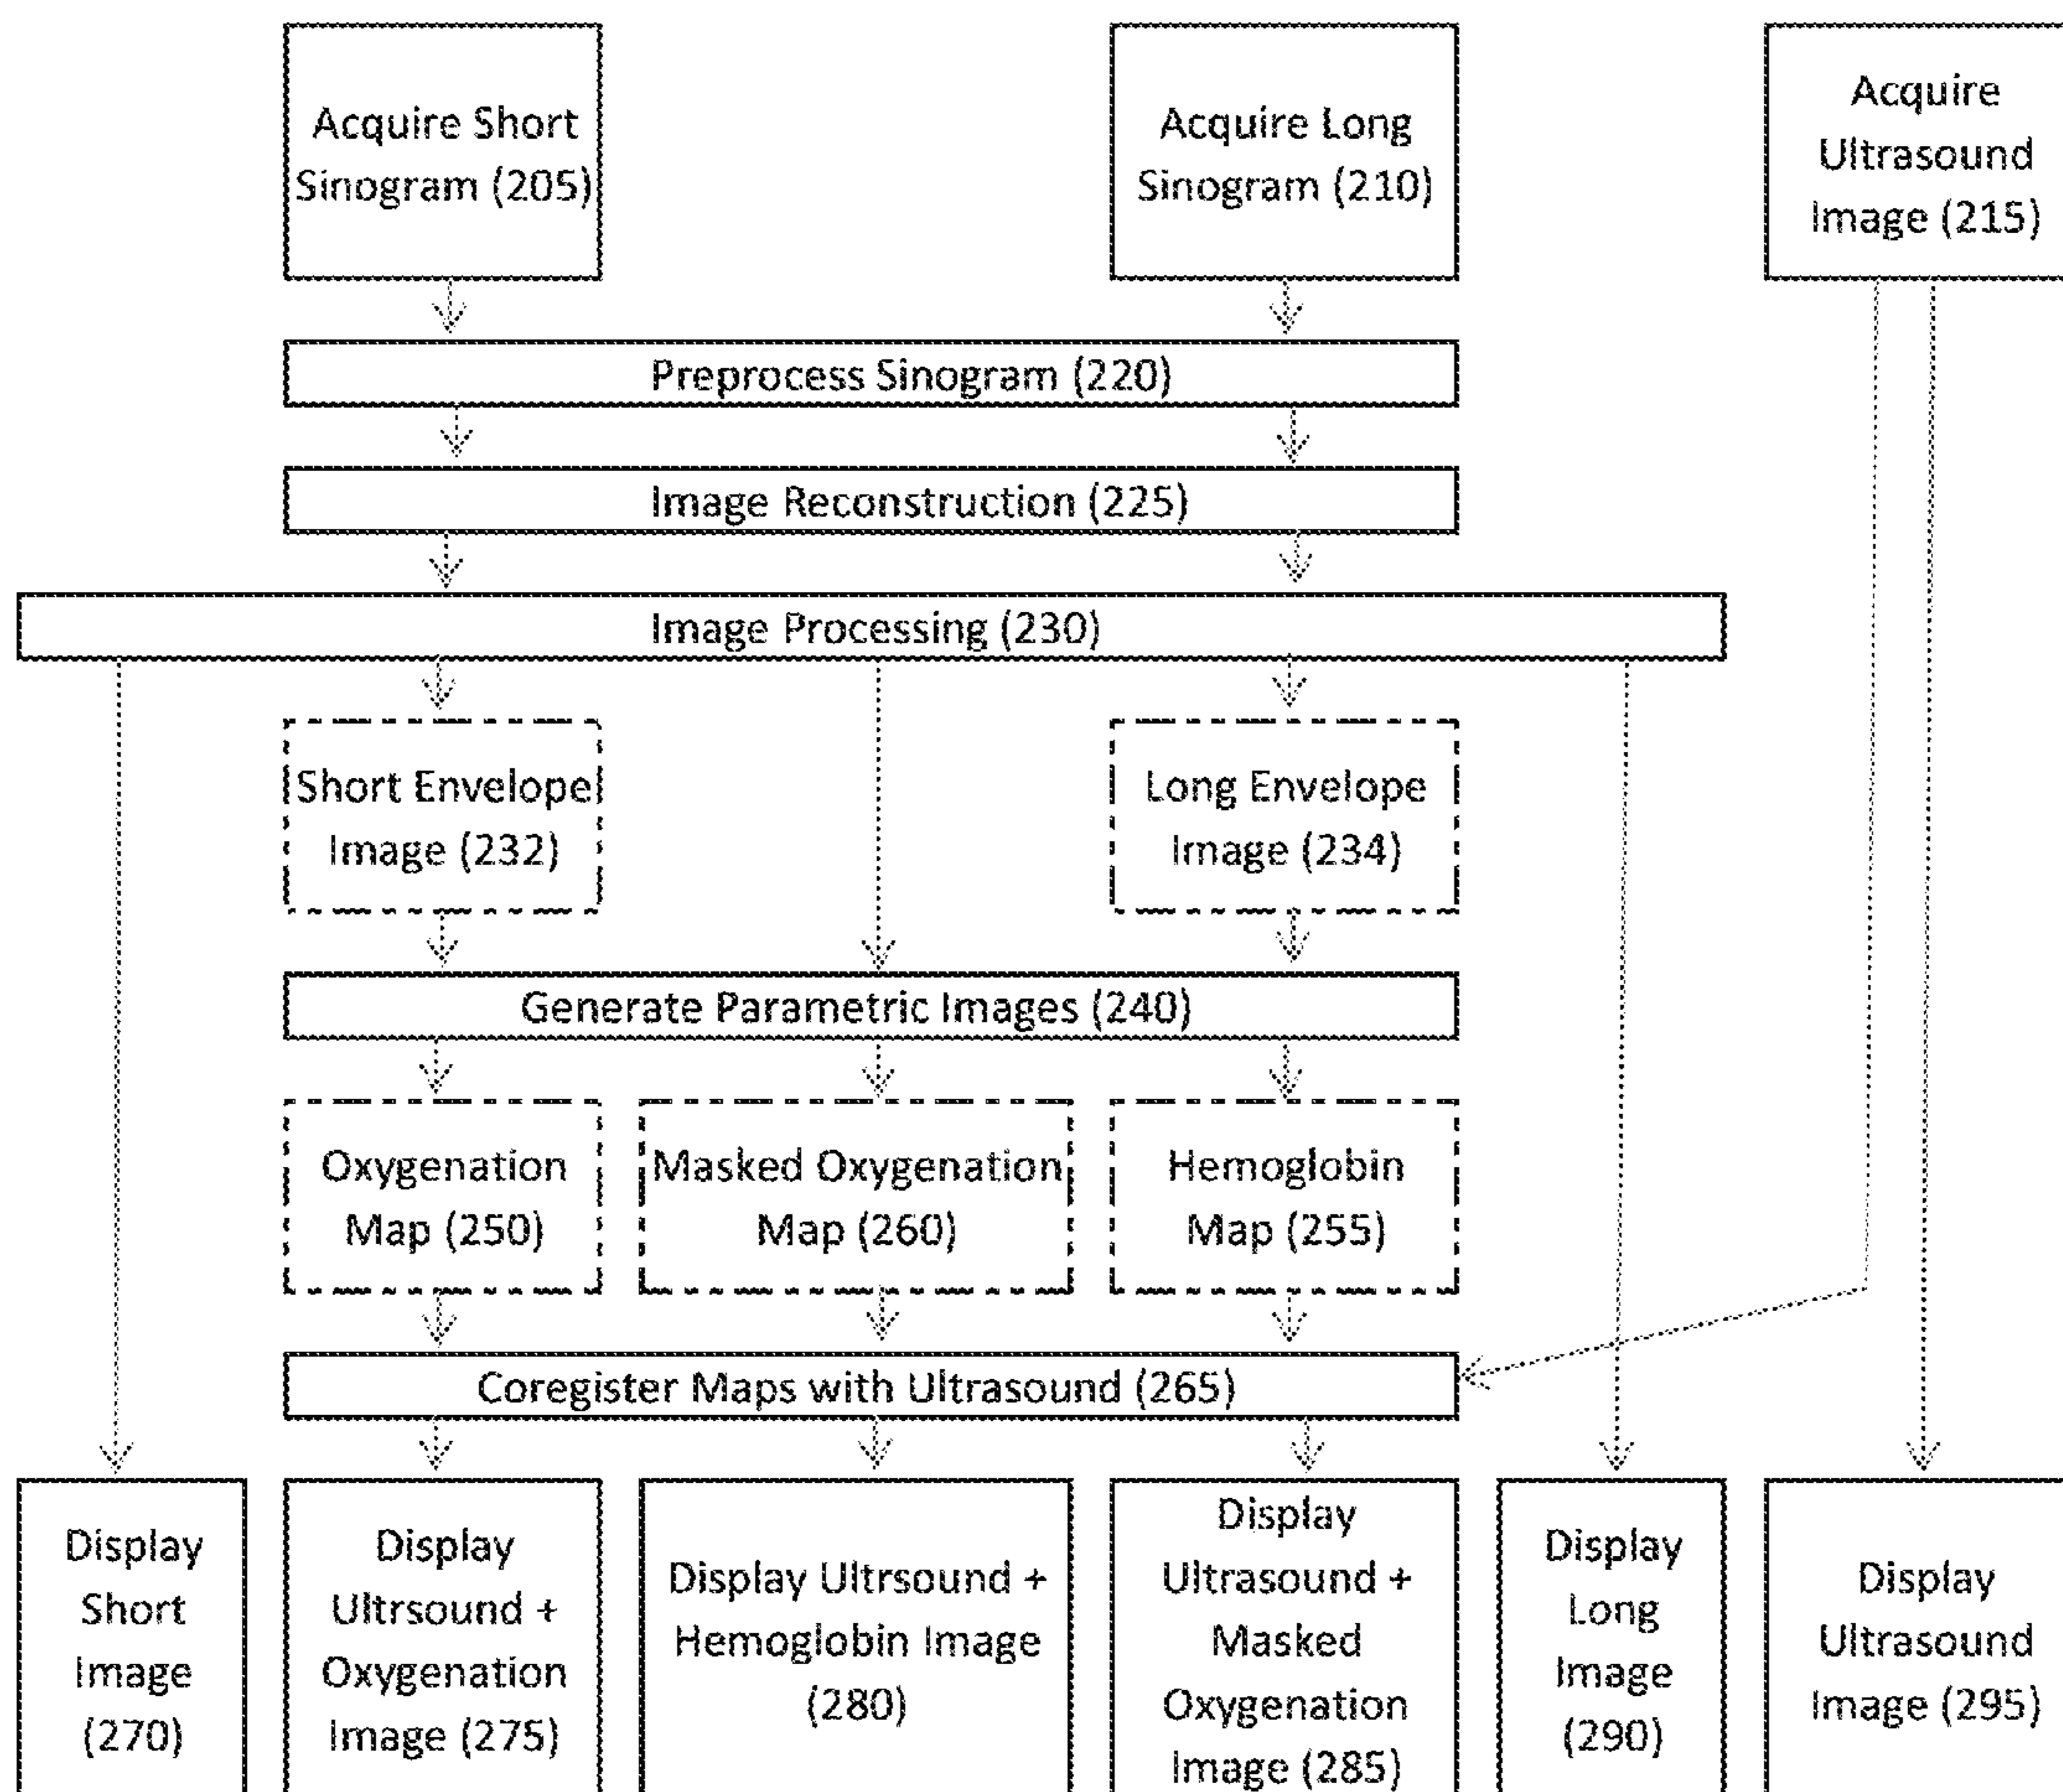 Acquire Short
Sinogram (205)
Acquire Long
Sinogram (210)
Acquire
Ultrasound
Image (215)
Preprocess Sinogram (220)
Image Reconstruction (225)
Image Processing (230)
Short Envelope
Image (232)
Long Envelope
Image (234)
Generate Parametric Images (240)
Oxygenation
Map (250)
Masked Oxygenation
Map (260)
Hemoglobin
Map (255)
Coregister Maps with Ultrasound (265)
Display
Short
Image
(270)
Display
Ultrsound +
Oxygenation
Image (275)
Display Ultrsound +
Hemoglobin Image
(280)
Display
Ultrasound +
Masked
Oxygenation
Image (285)
Display
Long
Image
(290)
Display
Ultrasound
Image (295)